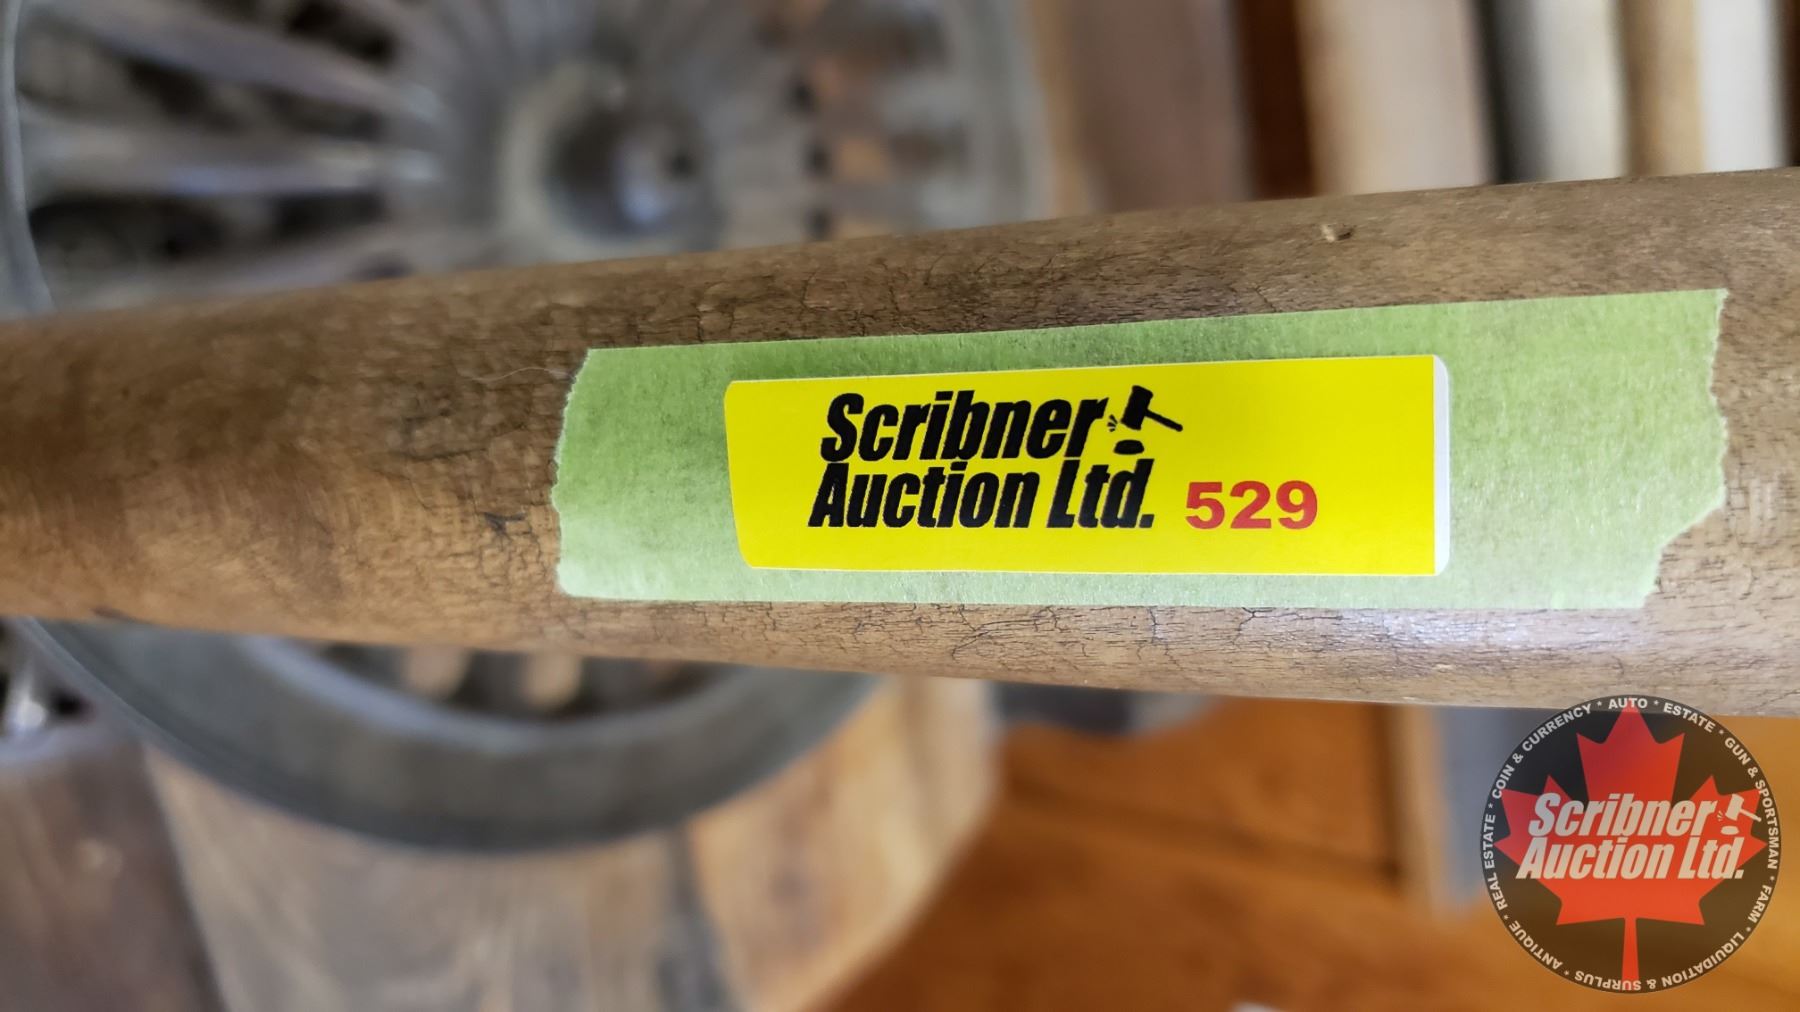 Scribner
Auction Ltd. 529
Scribner
Auction Ltd.
REAL ESTATE * COIN & CURRENCY * AUTO * ESTATE * GUN & SPORTSMAN * FARM * LIQUIDATION & SURPLUS * ANTIQUE *